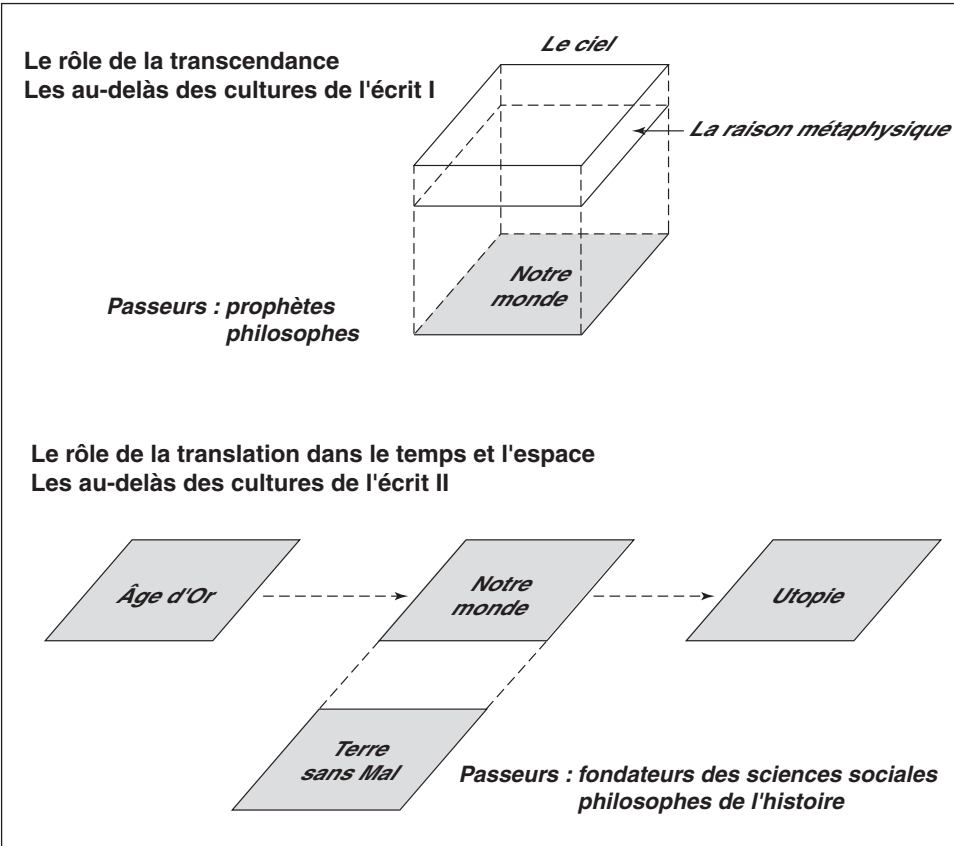 Le rôle de la transcendance
Les au-delàs des cultures de l'écrit I
Le ciel
La raison métaphysique
Notre
monde
Passeurs : prophètes
philosophes
Le rôle de la translation dans le temps et l'espace
Les au-delàs des cultures de l'écrit II
Âge d'Or
Notre
monde
Utopie
Terre
sans Mal
Passeurs : fondateurs des sciences sociales
philosophes de l'histoire